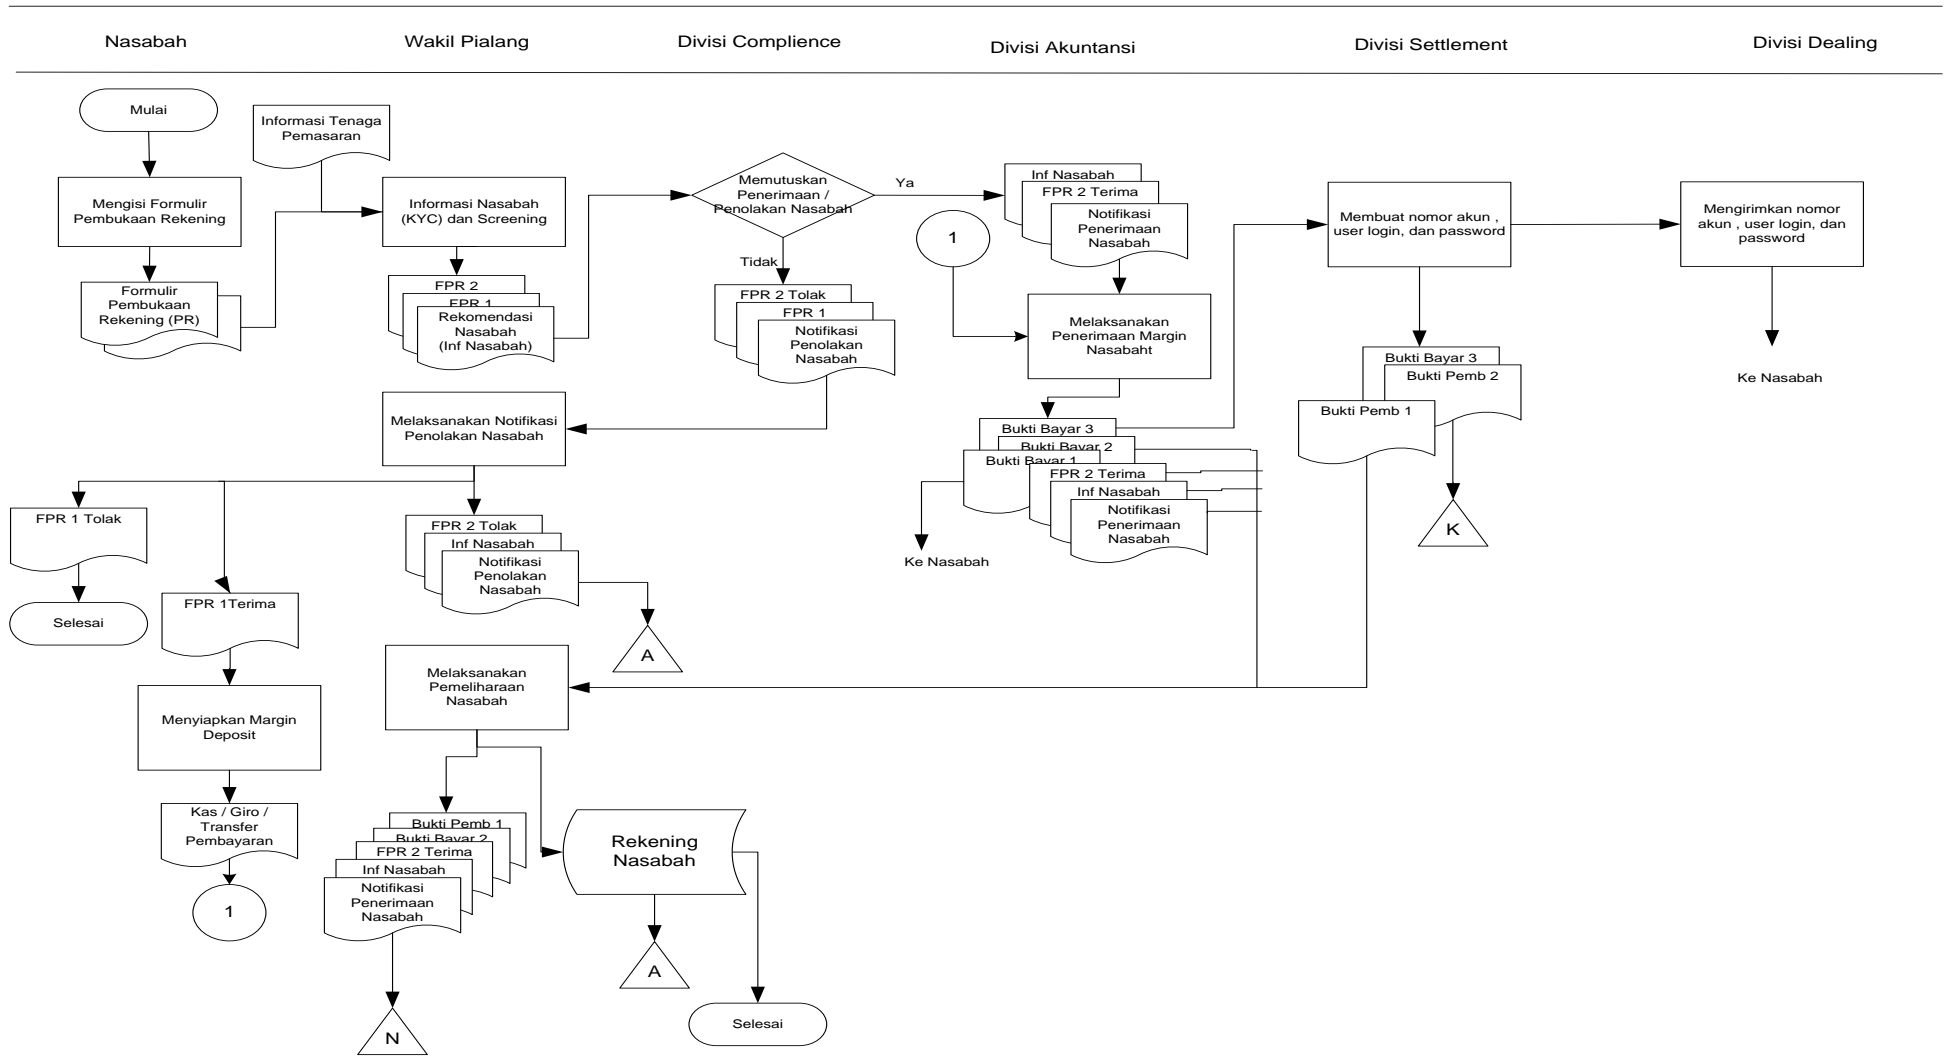 Nasabah
Wakil Pialang
Divisi Complience
Divisi Akuntansi
Divisi Settlement
Divisi Dealing
Mulai
Mengisi Formulir
Pembukaan Rekening
Formulir
Pembukaan
Rekening (PR)
Informasi Tenaga
Pemasaran
Informasi Nasabah
(KYC) dan Screening
FPR 2
FPR 1
Rekomendasi
Nasabah
(Inf Nasabah)
Memutuskan
Penerimaan /
Penolakan Nasabah
Ya
Tidak
FPR 2 Tolak
FPR 1
Notifikasi
Penolakan
Nasabah
1
Inf Nasabah
FPR 2 Terima
Notifikasi
Penerimaan
Nasabah
Melaksanakan
Penerimaan Margin
Nasabaht
Membuat nomor akun ,
user login, dan password
Mengirimkan nomor
akun , user login, dan
password
Ke Nasabah
Bukti Bayar 3
Bukti Pemb 2
Bukti Pemb 1
K
Bukti Bayar 3
Bukti Bayar 2
Bukti Bayar 1
FPR 2 Terima
Inf Nasabah
Notifikasi
Penerimaan
Nasabah
Ke Nasabah
Melaksanakan Notifikasi
Penolakan Nasabah
FPR 1 Tolak
Selesai
FPR 1Terima
FPR 2 Tolak
Inf Nasabah
Notifikasi
Penolakan
Nasabah
A
Menyiapkan Margin
Deposit
Kas / Giro /
Transfer
Pembayaran
1
Melaksanakan
Pemeliharaan
Nasabah
Bukti Pemb 1
Bukti Bayar 2
FPR 2 Terima
Inf Nasabah
Notifikasi
Penerimaan
Nasabah
N
Rekening
Nasabah
A
Selesai